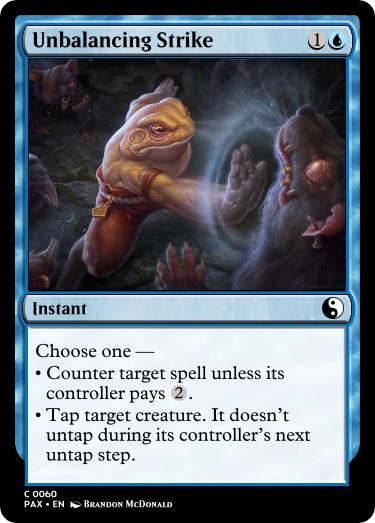 Unbalancing Strike 1
Instant
Choose one —
• Counter target spell unless its
controller pays 2.
• Tap target creature. It doesn't
untap during its controller's next
untap step.
C 0060
PAX • EN Brandon McDonald